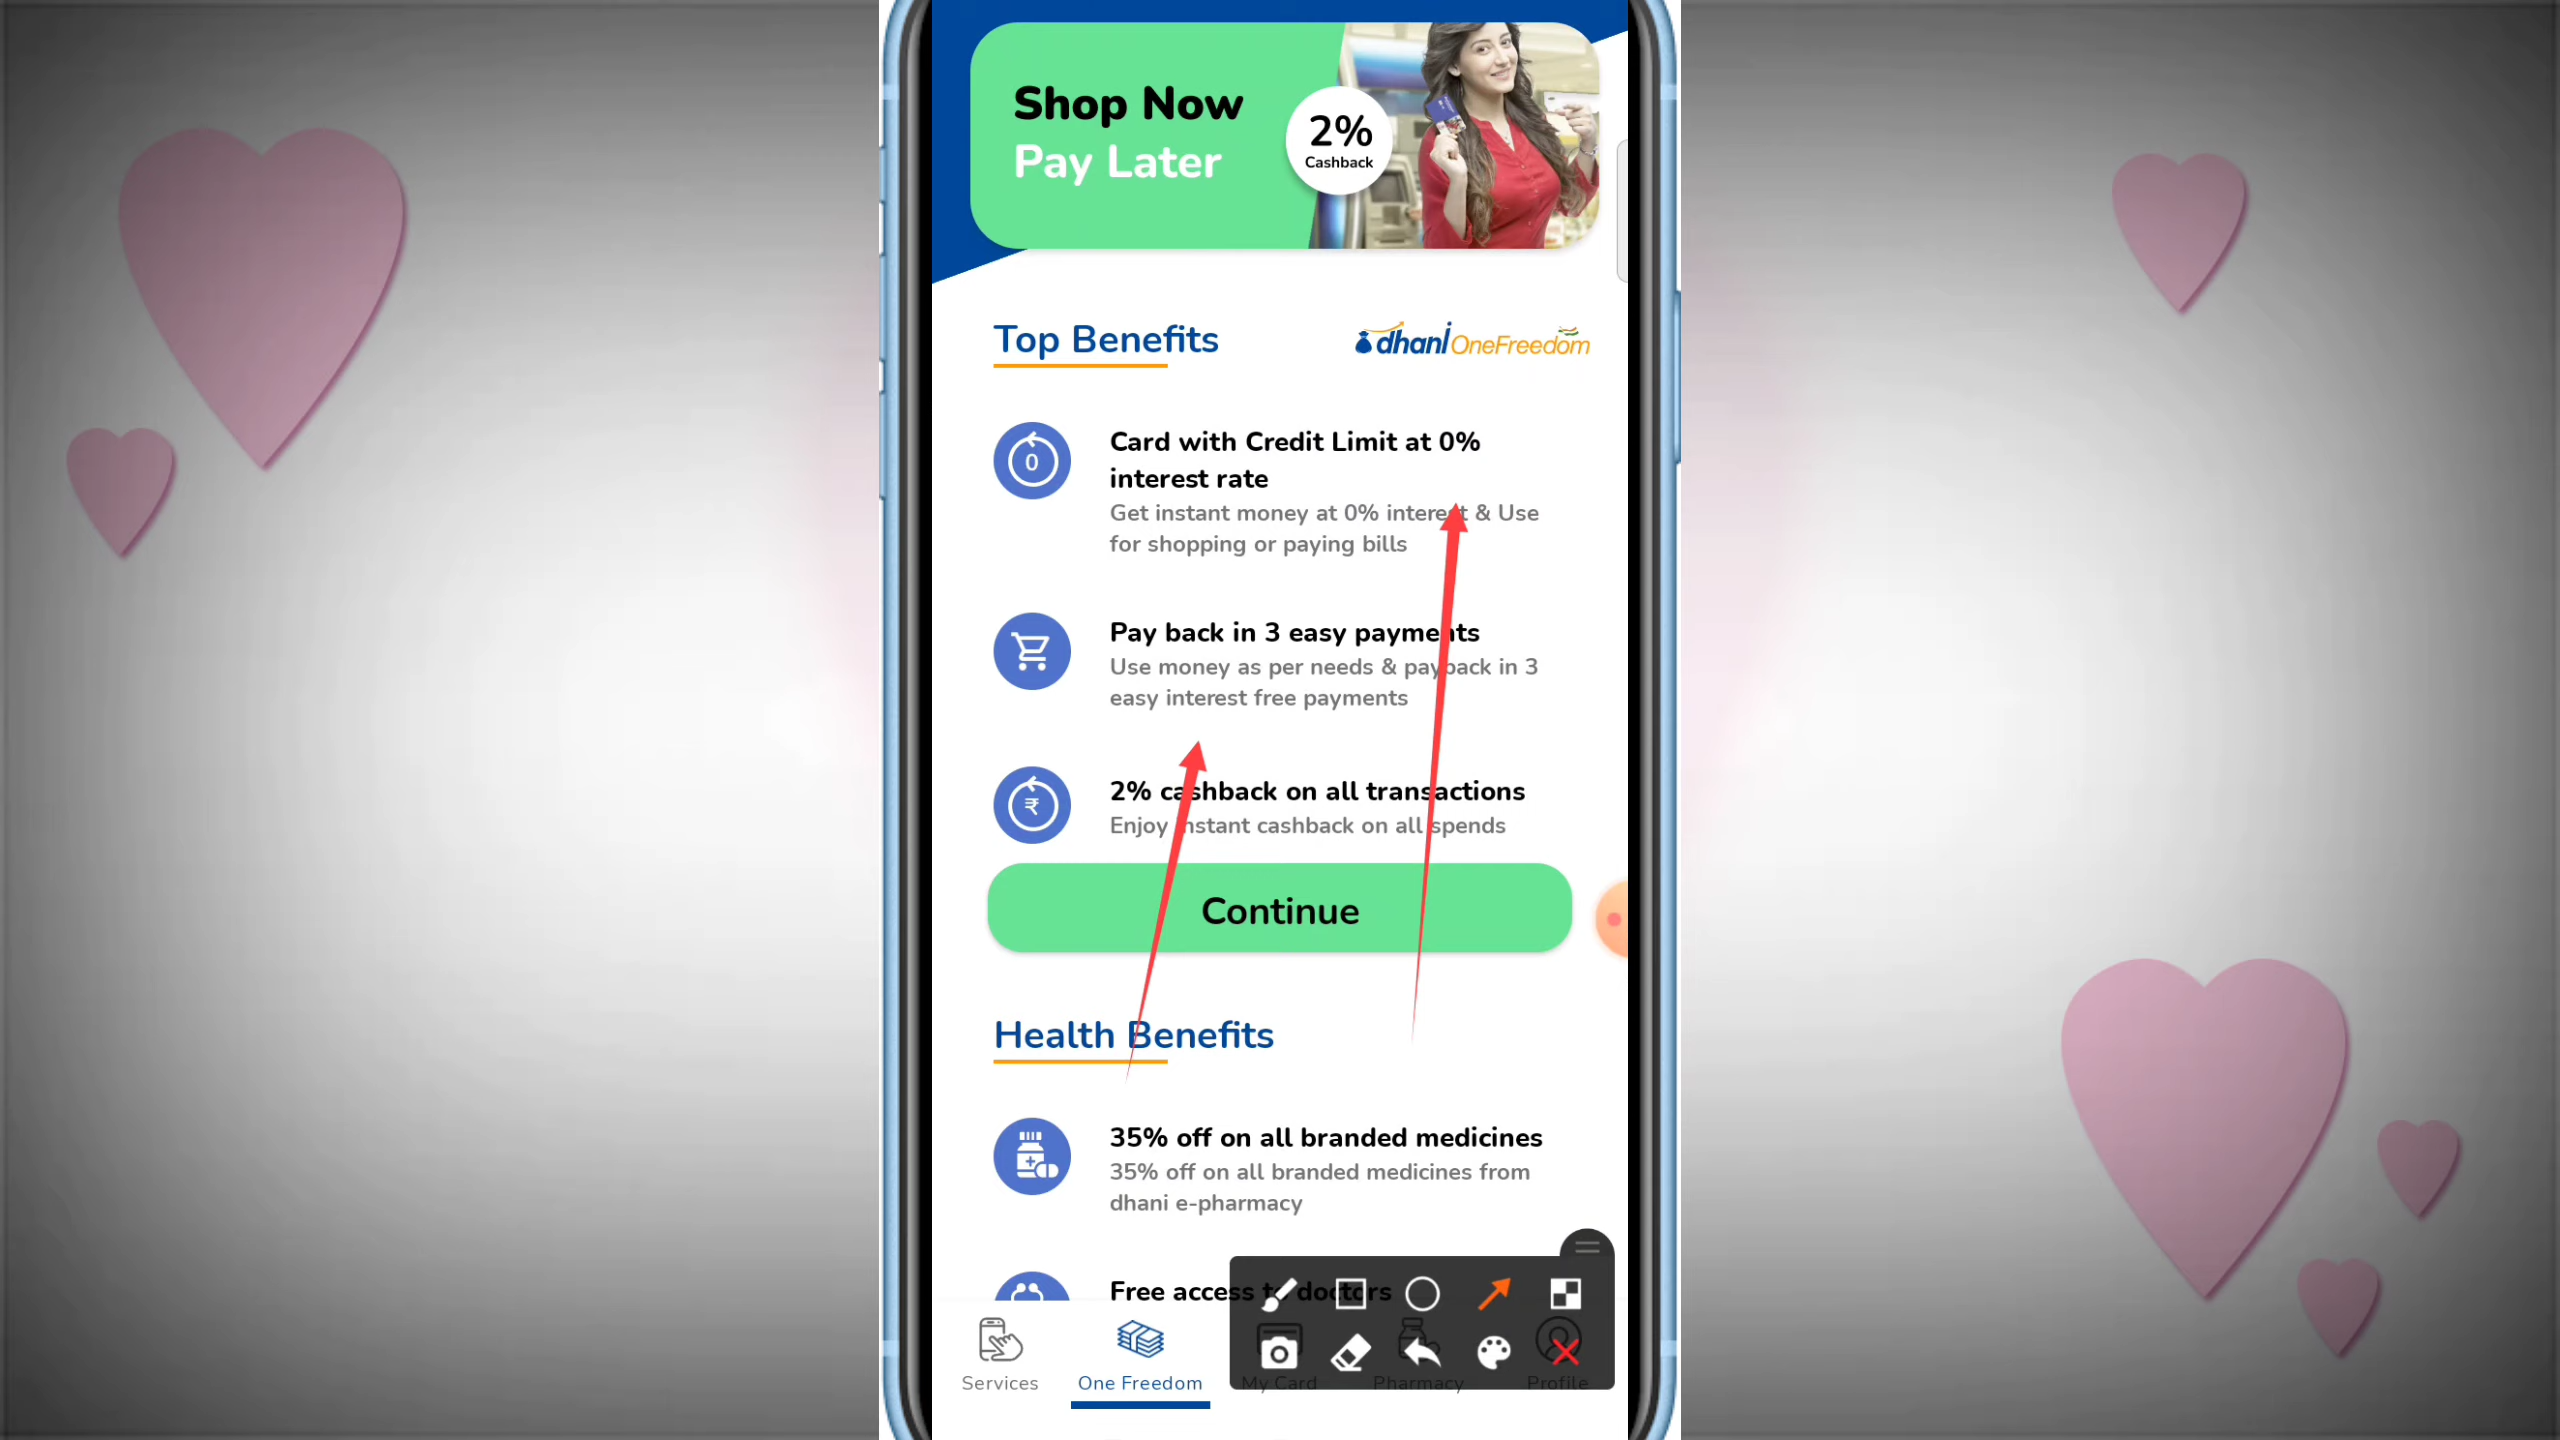 Shop Now
Pay Later
2%
Cashback
Top Benefits
dhani OneFreedom
0
Card with Credit Limit at 0%
interest rate
Get instant money at 0% interest & Use
for shopping or paying bills
Pay back in 3 easy payments
Use money as per needs & payback in 3
easy interest free payments
₹
2% cashback on all transactions
Enjoy instant cashback on all spends
Continue
Health Benefits
35% off on all branded medicines
35% off on all branded medicines from
dhani e-pharmacy
Free access to doctors
Services
One Freedom
My Card
Pharmacy
Profile